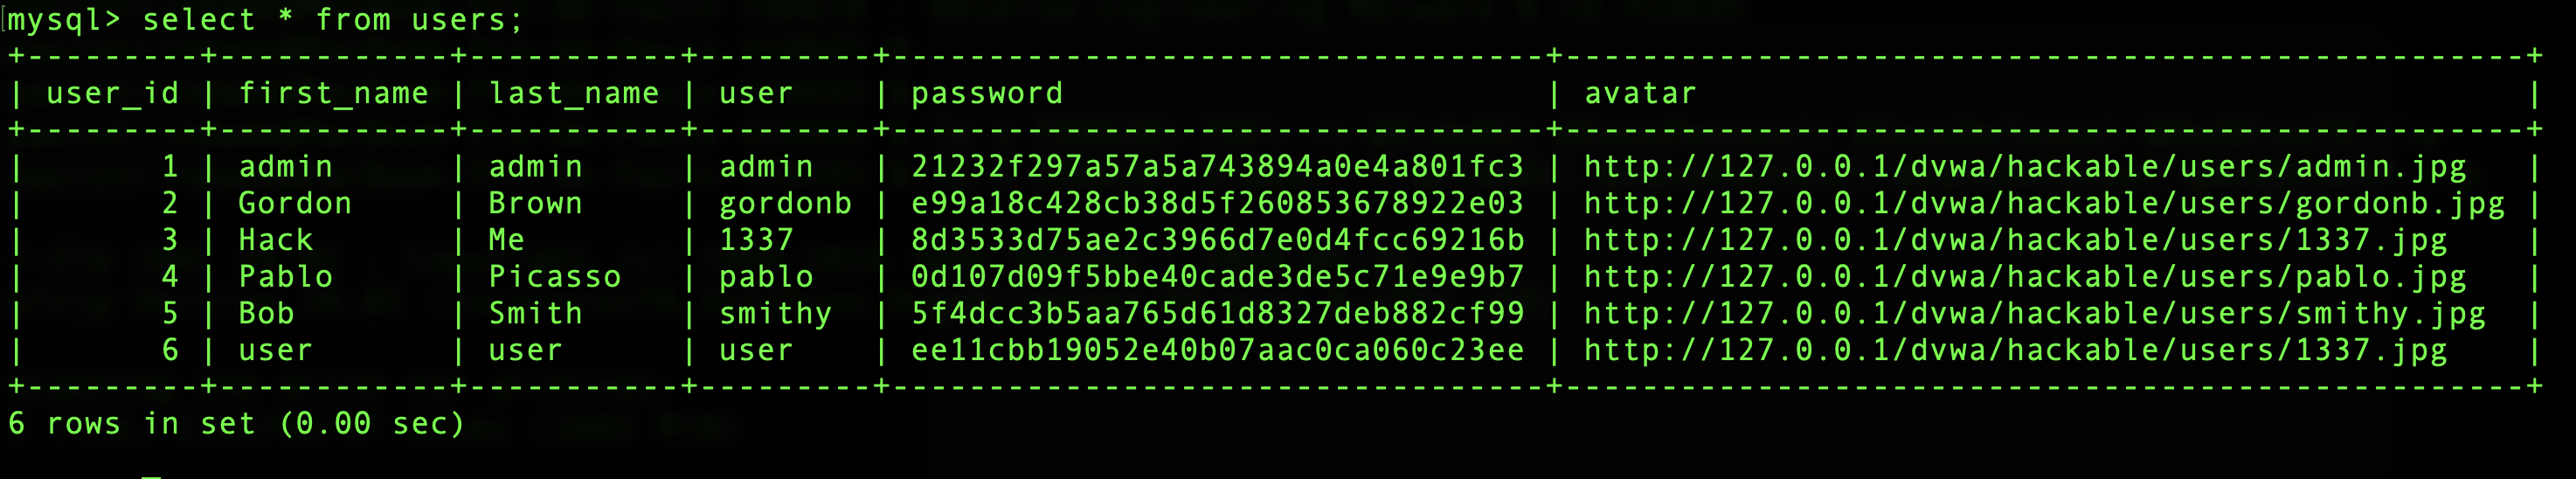 mysql> select * from users;
+---------+------------+-----------+---------+----------------------------------+--------------------------------------------------+
| user_id | first_name | last_name | user    | password                         | avatar                                           |
+---------+------------+-----------+---------+----------------------------------+--------------------------------------------------+
|       1 | admin      | admin     | admin   | 21232f297a57a5a743894a0e4a801fc3 | http://127.0.0.1/dvwa/hackable/users/admin.jpg   |
|       2 | Gordon     | Brown     | gordonb | e99a18c428cb38d5f260853678922e03 | http://127.0.0.1/dvwa/hackable/users/gordonb.jpg |
|       3 | Hack       | Me        | 1337    | 8d3533d75ae2c3966d7e0d4fcc69216b | http://127.0.0.1/dvwa/hackable/users/1337.jpg    |
|       4 | Pablo      | Picasso   | pablo   | 0d107d09f5bbe40cade3de5c71e9e9b7 | http://127.0.0.1/dvwa/hackable/users/pablo.jpg   |
|       5 | Bob        | Smith     | smithy  | 5f4dcc3b5aa765d61d8327deb882cf99 | http://127.0.0.1/dvwa/hackable/users/smithy.jpg  |
|       6 | user       | user      | user    | ee11cbb19052e40b07aac0ca060c23ee | http://127.0.0.1/dvwa/hackable/users/1337.jpg    |
+---------+------------+-----------+---------+----------------------------------+--------------------------------------------------+
6 rows in set (0.00 sec)